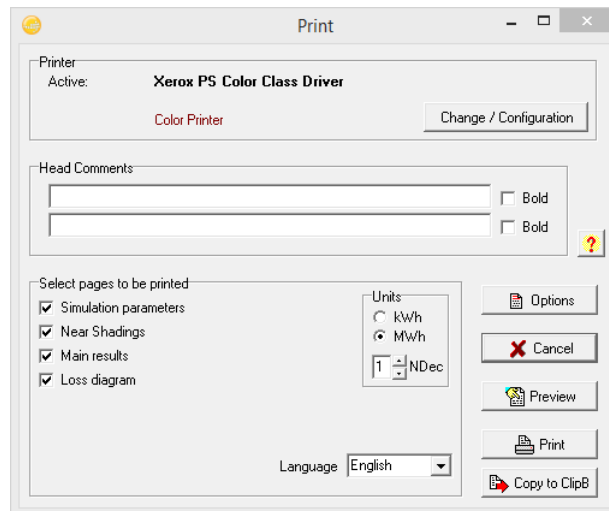 Print
Printer
Active: Xerox PS Color Class Driver
Color Printer
Change / Configuration
Head Comments
Bold
Bold
?
Select pages to be printed
Simulation parameters
Near Shadings
Main results
Loss diagram
Units
kWh
MWh
1 NDec
Language English
Options
Cancel
Preview
Print
Copy to ClipB